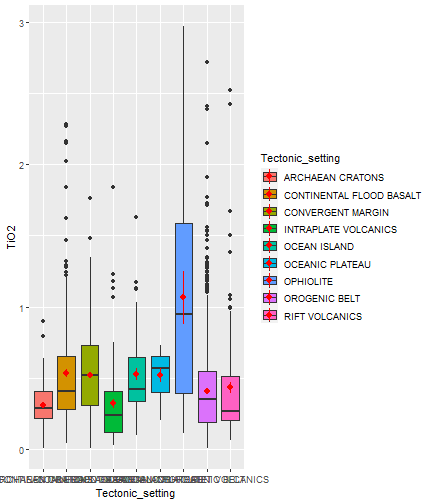 3
2
1
0
TiO2
Tectonic_setting
Tectonic_setting
ARCHAEAN CRATONS
CONTINENTAL FLOOD BASALT
CONVERGENT MARGIN
INTRAPLATE VOLCANICS
OCEAN ISLAND
OCEANIC PLATEAU
OPHIOLITE
OROGENIC BELT
RIFT VOLCANICS